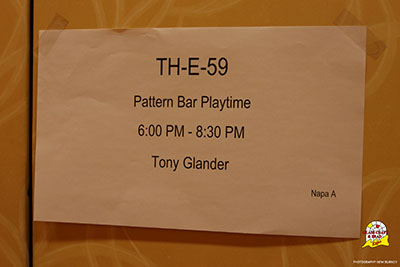 TH-E-59
Pattern Bar Playtime
6:00 PM - 8:30 PM
Tony Glander
Napa A